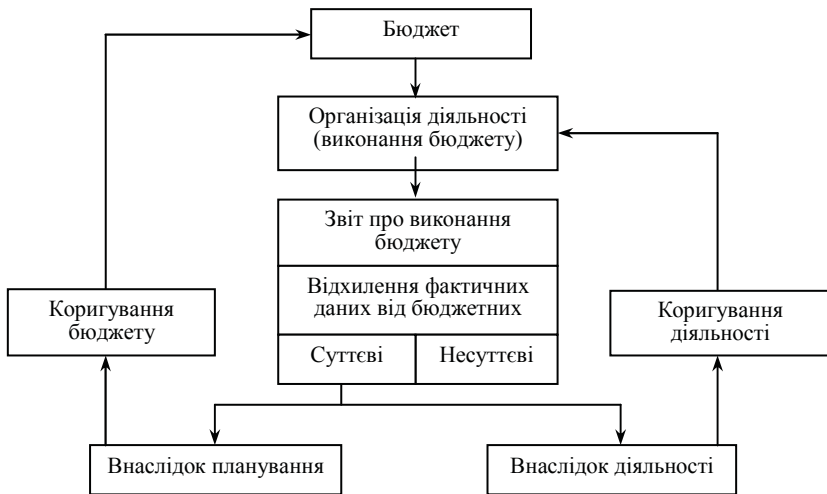 Бюджет
Організація діяльності
(виконання бюджету)
Звіт про виконання
бюджету
Відхилення фактичних
даних від бюджетних
Суттєві
Несуттєві
Коригування
бюджету
Коригування
діяльності
Внаслідок планування
Внаслідок діяльності